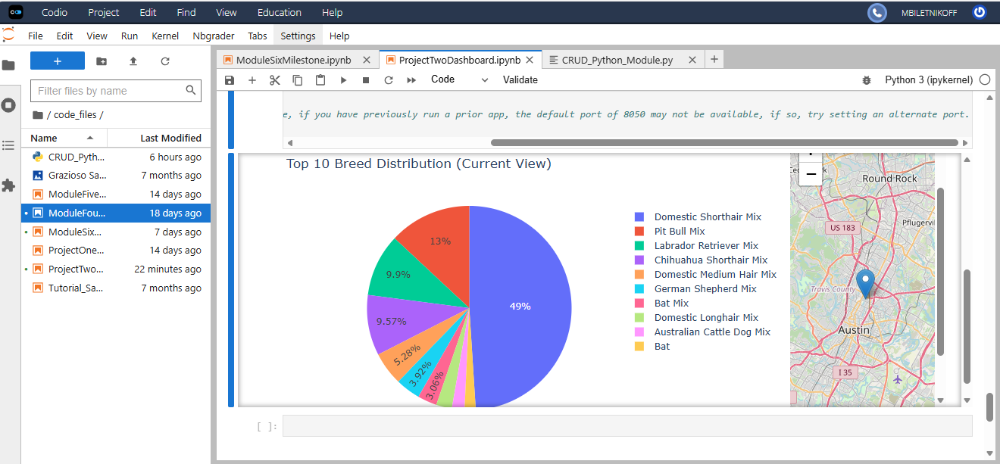 Codio Project Edit Find View Education Help MBILETNIKOFF
File Edit View Run Kernel Nbgrader Tabs Settings Help
+
Filter files by name
/ code_files /
Name Last Modified
CRUD_Pyth... 6 hours ago
Grazioso Sa... 7 months ago
ModuleFive... 14 days ago
ModuleFou... 18 days ago
ModuleSix... 7 days ago
ProjectOne... 14 days ago
ProjectTwo... 22 minutes ago
Tutorial_Sa... 7 months ago
ModuleSixMilestone.ipynb ProjectTwoDashboard.ipynb CRUD_Python_Module.py
Code Validate Python 3 (ipykernel)
e, if you have previously run a prior app, the default port of 8050 may not be available, if so, try setting an alternate port.
Top 10 Breed Distribution (Current View)
13%
9.9%
9.57%
5.28%
3.92%
3.06%
49%
Domestic Shorthair Mix
Pit Bull Mix
Labrador Retriever Mix
Chihuahua Shorthair Mix
Domestic Medium Hair Mix
German Shepherd Mix
Bat Mix
Domestic Longhair Mix
Australian Cattle Dog Mix
Bat
−
Round Rock
US 183
Pflugervi
Travis County
Austin
I 35
[ ]: